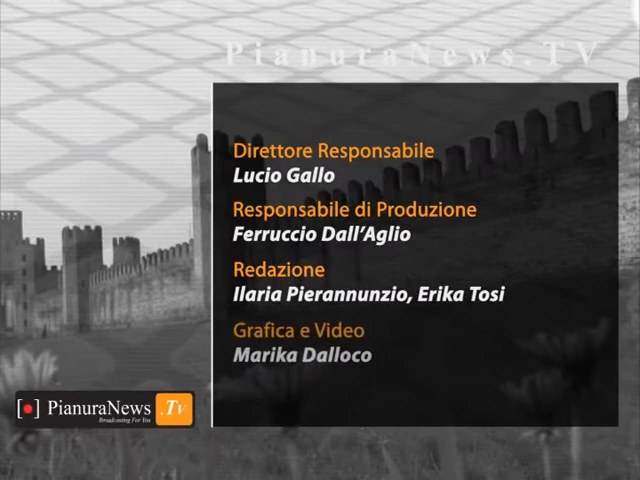 PianuraNews.TV
Direttore Responsabile
Lucio Gallo
Responsabile di Produzione
Ferruccio Dall'Aglio
Redazione
Ilaria Pierannunzio, Erika Tosi
Grafica e Video
Marika Dalloco
PianuraNews .Tv
Broadcasting For You